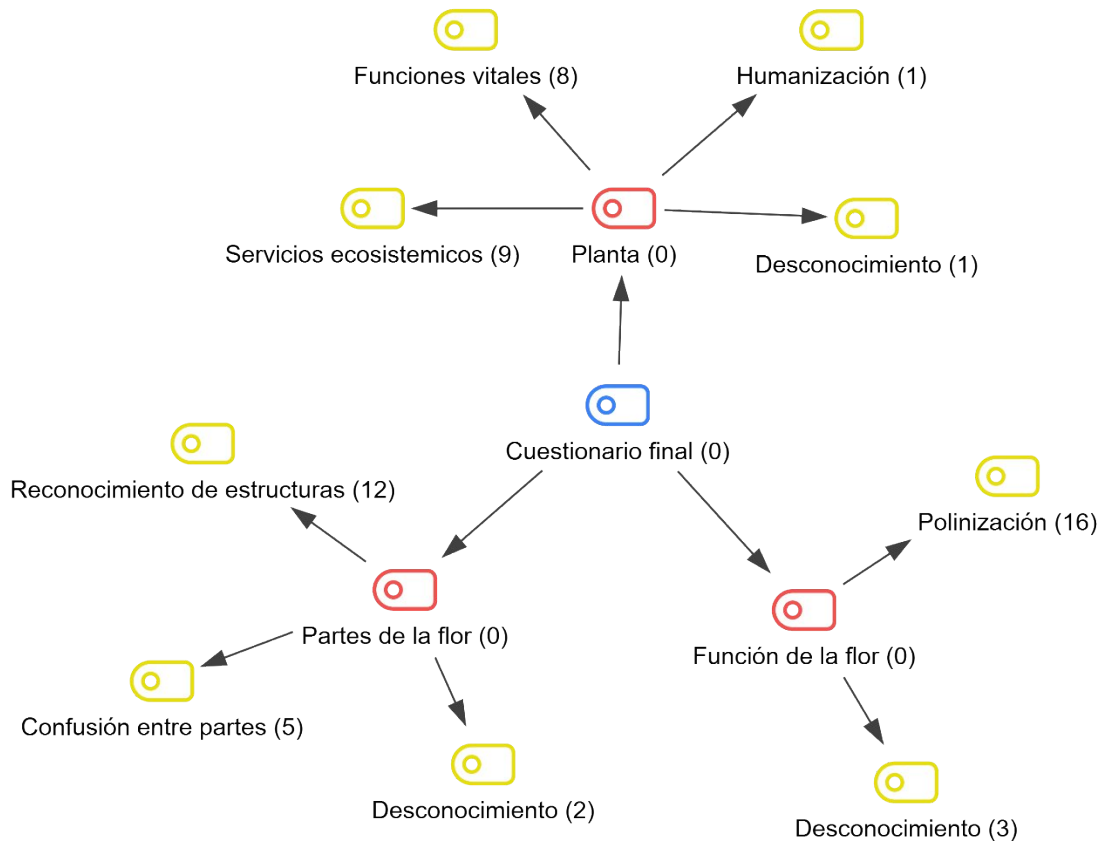 Funciones vitales (8)
Humanización (1)
Servicios ecosistemicos (9)
Planta (0)
Desconocimiento (1)
Cuestionario final (0)
Reconocimiento de estructuras (12)
Polinización (16)
Partes de la flor (0)
Función de la flor (0)
Confusión entre partes (5)
Desconocimiento (2)
Desconocimiento (3)